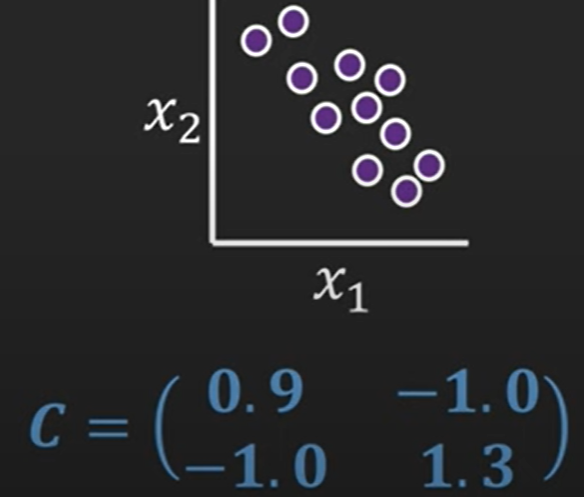 x₂
x₁
C = (0.9 −1.0
−1.0 1.3)